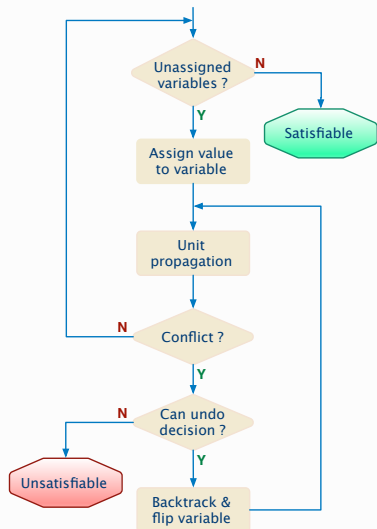 Unassigned
variables ?
N
Y
Satisfiable
Assign value
to variable
Unit
propagation
N
Conflict ?
Y
N
Can undo
decision ?
Y
Unsatisfiable
Backtrack &
flip variable